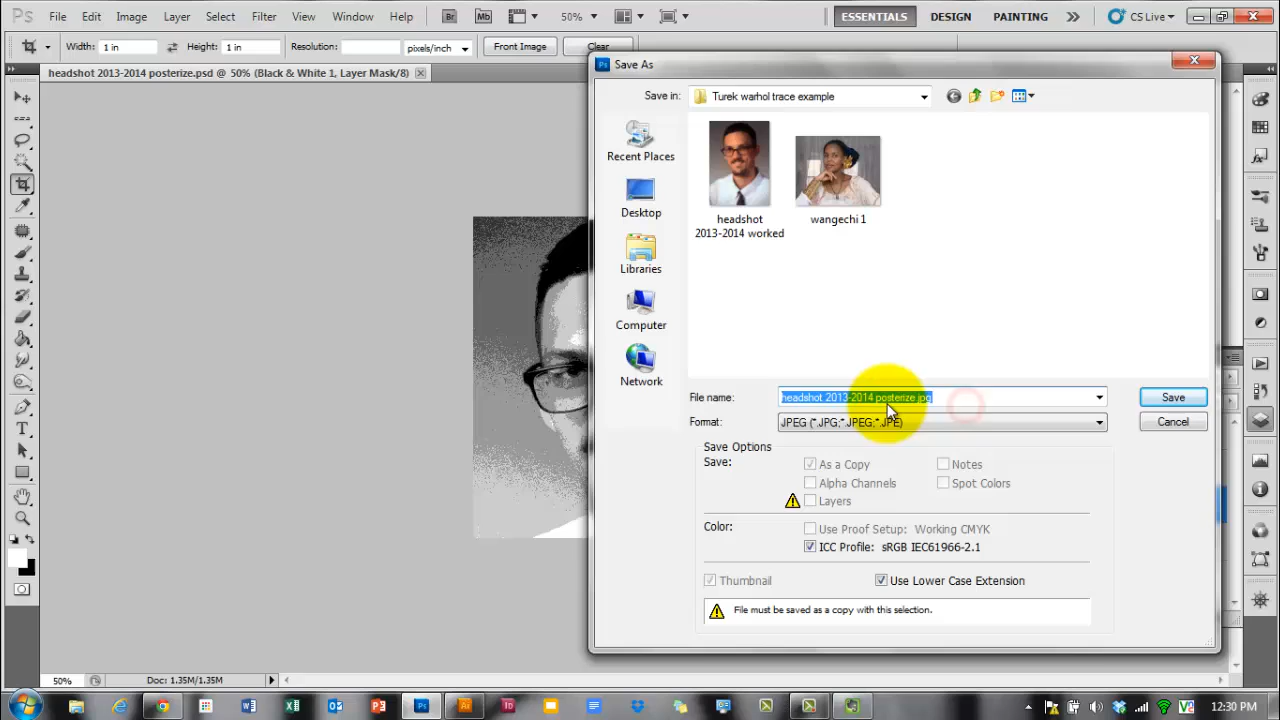 Ps File Edit Image Layer Select Filter View Window Help Br Mb 50% ESSENTIALS DESIGN PAINTING CS Live
Width: 1 in Height: 1 in Resolution: pixels/inch Front Image Clear
headshot 2013-2014 posterize.psd @ 50% (Black & White 1, Layer Mask/8)
Save As
Save in: Turek warhol trace example
Recent Places
Desktop
Libraries
Computer
Network
headshot
2013-2014 worked
wangechi 1
File name: headshot 2013-2014 posterize.jpg Save
Format: JPEG (*.JPG;*.JPEG;*.JPE) Cancel
Save Options
Save: As a Copy Notes
Alpha Channels Spot Colors
Layers
Color: Use Proof Setup: Working CMYK
ICC Profile: sRGB IEC61966-2.1
Thumbnail Use Lower Case Extension
File must be saved as a copy with this selection.
50% Doc: 1.35M/1.35M
12:30 PM